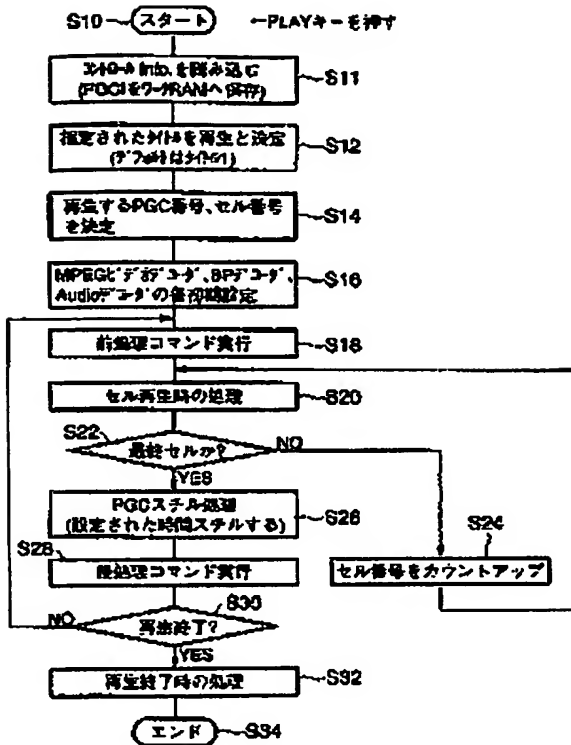 S10 スタート ←PLAYキーを押す
コントロールInfo.を読み込む
(PGCIをワークRAMへ保存) S11
指定されたタイトルを再生と設定
(デフォルトはタイトル1) S12
再生するPGC番号、セル番号
を決定 S14
MPEGビデオデコーダ、SPデコーダ、
Audioデコーダの各初期設定 S16
前処理コマンド実行 S18
セル再生時の処理 S20
S22 最終セルか? NO
YES
PGCスチル処理
(設定された時間スチルする) S26
S24
セル番号をカウントアップ
S28 後処理コマンド実行
S30
NO 再生終了?
YES
再生終了時の処理 S32
エンド S34